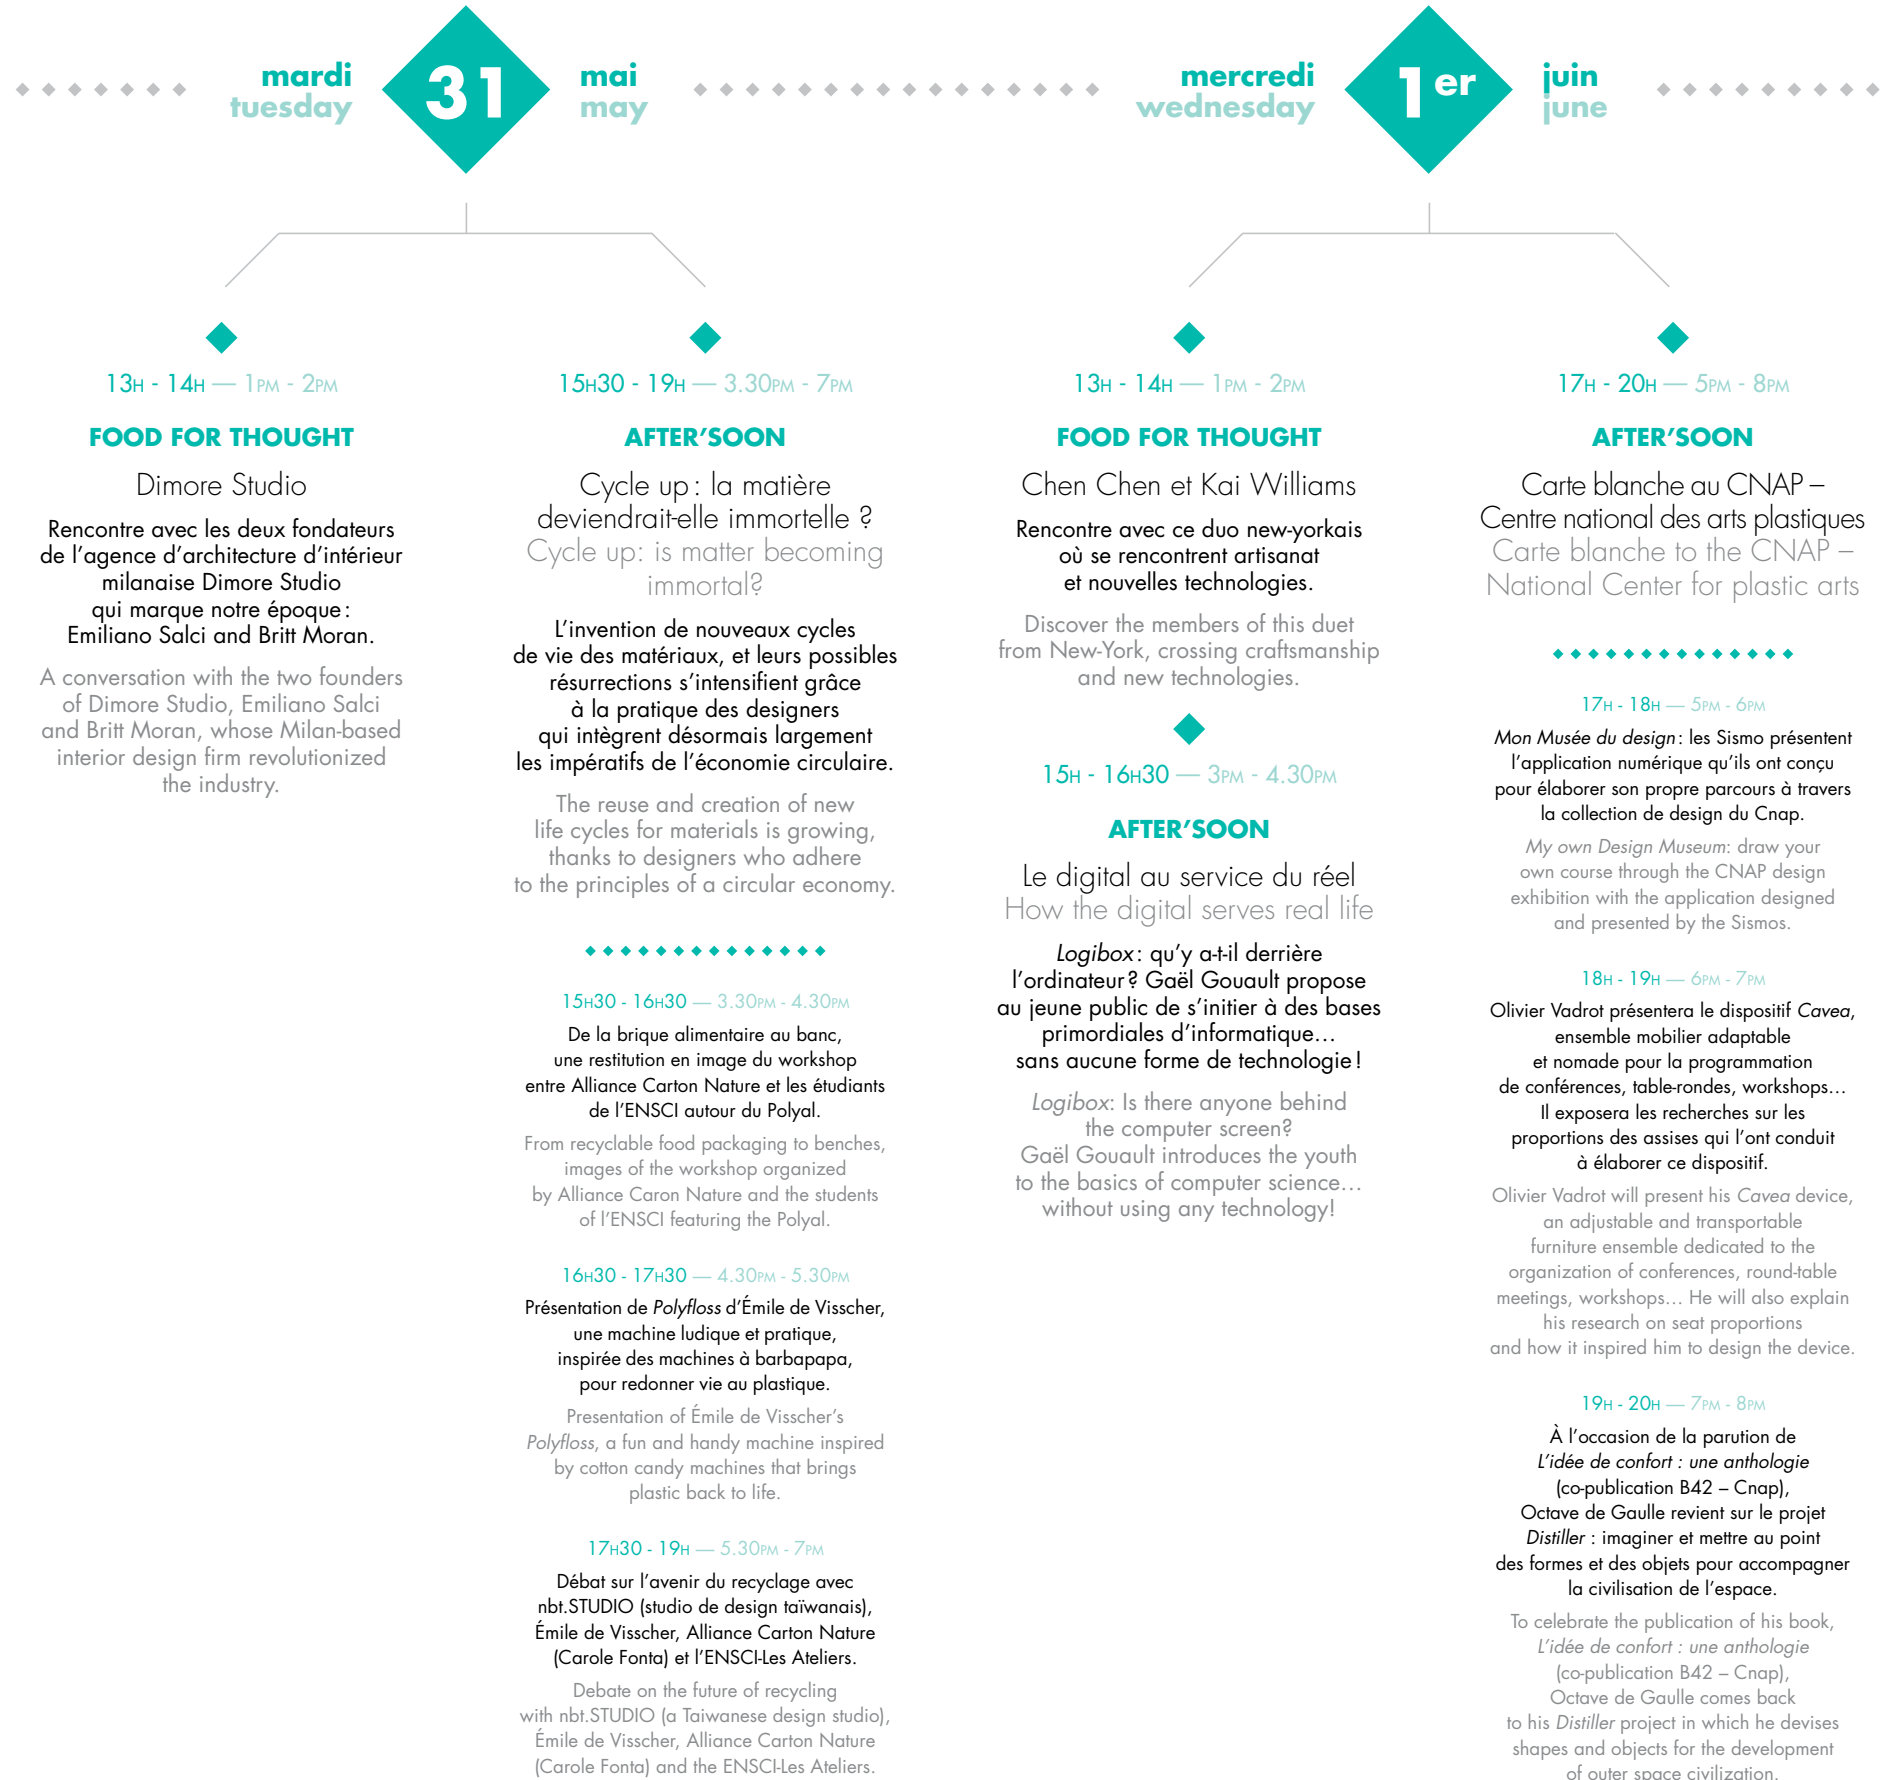 mardi
tuesday
31
mai
may
mercredi
wednesday
1er
juin
june
13H - 14H — 1PM - 2PM
FOOD FOR THOUGHT
Dimore Studio
Rencontre avec les deux fondateurs
de l’agence d’architecture d’intérieur
milanaise Dimore Studio
qui marque notre époque :
Emiliano Salci and Britt Moran.
A conversation with the two founders
of Dimore Studio, Emiliano Salci
and Britt Moran, whose Milan-based
interior design firm revolutionized
the industry.
15H30 - 19H — 3.30PM - 7PM
AFTER’SOON
Cycle up : la matière
deviendrait-elle immortelle ?
Cycle up: is matter becoming
immortal?
L’invention de nouveaux cycles
de vie des matériaux, et leurs possibles
résurrections s’intensifient grâce
à la pratique des designers
qui intègrent désormais largement
les impératifs de l’économie circulaire.
The reuse and creation of new
life cycles for materials is growing,
thanks to designers who adhere
to the principles of a circular economy.
15H30 - 16H30 — 3.30PM - 4.30PM
De la brique alimentaire au banc,
une restitution en image du workshop
entre Alliance Carton Nature et les étudiants
de l’ENSCI autour du Polyal.
From recyclable food packaging to benches,
images of the workshop organized
by Alliance Caron Nature and the students
of l’ENSCI featuring the Polyal.
16H30 - 17H30 — 4.30PM - 5.30PM
Présentation de Polyfloss d’Émile de Visscher,
une machine ludique et pratique,
inspirée des machines à barbapapa,
pour redonner vie au plastique.
Presentation of Émile de Visscher’s
Polyfloss, a fun and handy machine inspired
by cotton candy machines that brings
plastic back to life.
17H30 - 19H — 5.30PM - 7PM
Débat sur l’avenir du recyclage avec
nbt.STUDIO (studio de design taïwanais),
Émile de Visscher, Alliance Carton Nature
(Carole Fonta) et l’ENSCI-Les Ateliers.
Debate on the future of recycling
with nbt.STUDIO (a Taiwanese design studio),
Émile de Visscher, Alliance Carton Nature
(Carole Fonta) and the ENSCI-Les Ateliers.
13H - 14H — 1PM - 2PM
FOOD FOR THOUGHT
Chen Chen et Kai Williams
Rencontre avec ce duo new-yorkais
où se rencontrent artisanat
et nouvelles technologies.
Discover the members of this duet
from New-York, crossing craftsmanship
and new technologies.
15H - 16H30 — 3PM - 4.30PM
AFTER’SOON
Le digital au service du réel
How the digital serves real life
Logibox : qu’y a-t-il derrière
l’ordinateur ? Gaël Gouault propose
au jeune public de s’initier à des bases
primordiales d’informatique…
sans aucune forme de technologie !
Logibox: Is there anyone behind
the computer screen?
Gaël Gouault introduces the youth
to the basics of computer science…
without using any technology!
17H - 20H — 5PM - 8PM
AFTER’SOON
Carte blanche au CNAP –
Centre national des arts plastiques
Carte blanche to the CNAP –
National Center for plastic arts
17H - 18H — 5PM - 6PM
Mon Musée du design : les Sismo présentent
l’application numérique qu’ils ont conçu
pour élaborer son propre parcours à travers
la collection de design du Cnap.
My own Design Museum: draw your
own course through the CNAP design
exhibition with the application designed
and presented by the Sismos.
18H - 19H — 6PM - 7PM
Olivier Vadrot présentera le dispositif Cavea,
ensemble mobilier adaptable
et nomade pour la programmation
de conférences, table-rondes, workshops…
Il exposera les recherches sur les
proportions des assises qui l’ont conduit
à élaborer ce dispositif.
Olivier Vadrot will present his Cavea device,
an adjustable and transportable
furniture ensemble dedicated to the
organization of conferences, round-table
meetings, workshops… He will also explain
his research on seat proportions
and how it inspired him to design the device.
19H - 20H — 7PM - 8PM
À l’occasion de la parution de
L’idée de confort : une anthologie
(co-publication B42 – Cnap),
Octave de Gaulle revient sur le projet
Distiller : imaginer et mettre au point
des formes et des objets pour accompagner
la civilisation de l’espace.
To celebrate the publication of his book,
L’idée de confort : une anthologie
(co-publication B42 – Cnap),
Octave de Gaulle comes back
to his Distiller project in which he devises
shapes and objects for the development
of outer space civilization.